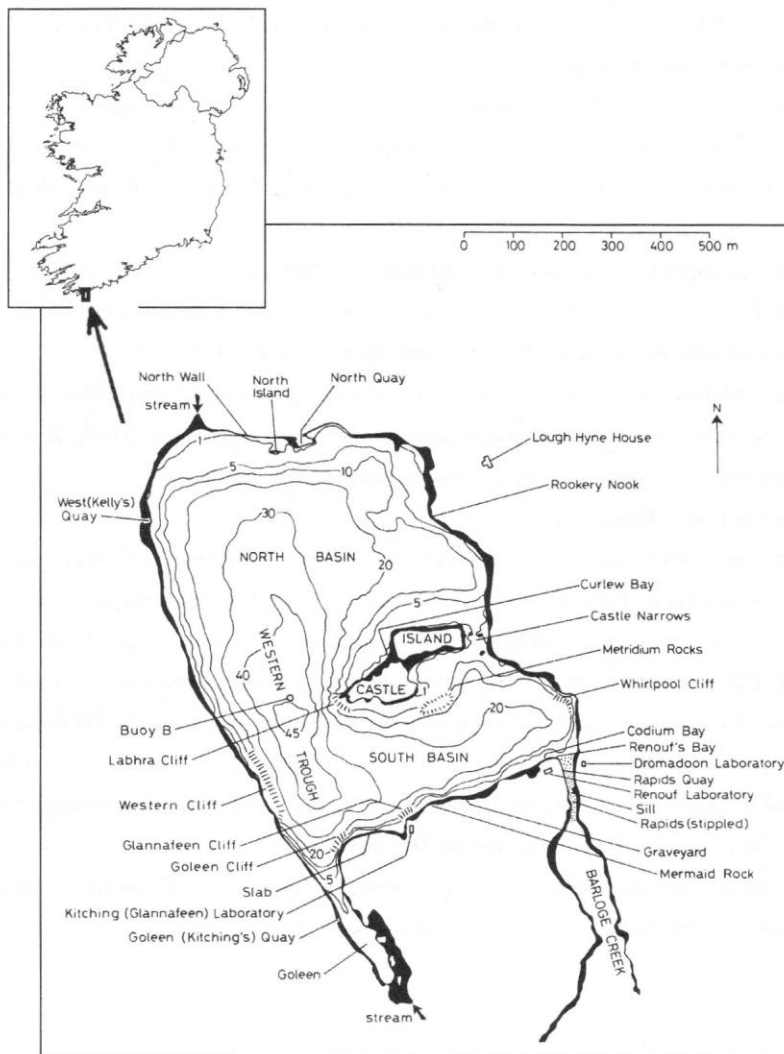 0 100 200 300 400 500 m
North Wall
North
Island
North Quay
stream
N
1
5
10
Lough Hyne House
Rookery Nook
West (Kelly's)
Quay
30
NORTH BASIN
20
5
Curlew Bay
Castle Narrows
ISLAND
Metridium Rocks
WESTERN
TROUGH
40
CASTLE
1
Whirlpool Cliff
20
Buoy B
45
Labhra Cliff
SOUTH BASIN
Codium Bay
Renouf's Bay
Dromadoon Laboratory
Rapids Quay
Renouf Laboratory
Sill
Rapids (stippled)
Western Cliff
Glannafeen Cliff
Goleen Cliff
20
5
Graveyard
Mermaid Rock
Slab
Kitching (Glannafeen) Laboratory
Goleen (Kitching's) Quay
Goleen
BARLOGE CREEK
stream